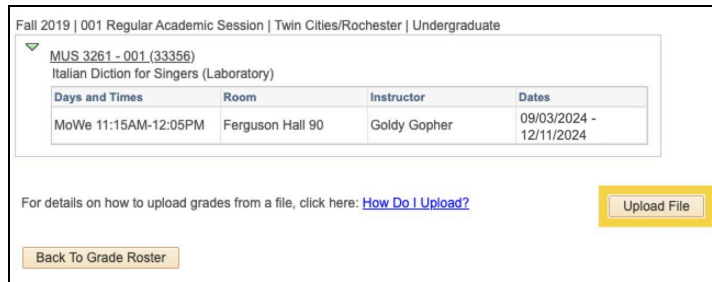 Fall 2019 | 001 Regular Academic Session | Twin Cities/Rochester | Undergraduate
MUS 3261 - 001 (33356)
Italian Diction for Singers (Laboratory)
Days and Times Room Instructor Dates
MoWe 11:15AM-12:05PM Ferguson Hall 90 Goldy Gopher 09/03/2024 -
12/11/2024
For details on how to upload grades from a file, click here: How Do I Upload?
Upload File
Back To Grade Roster